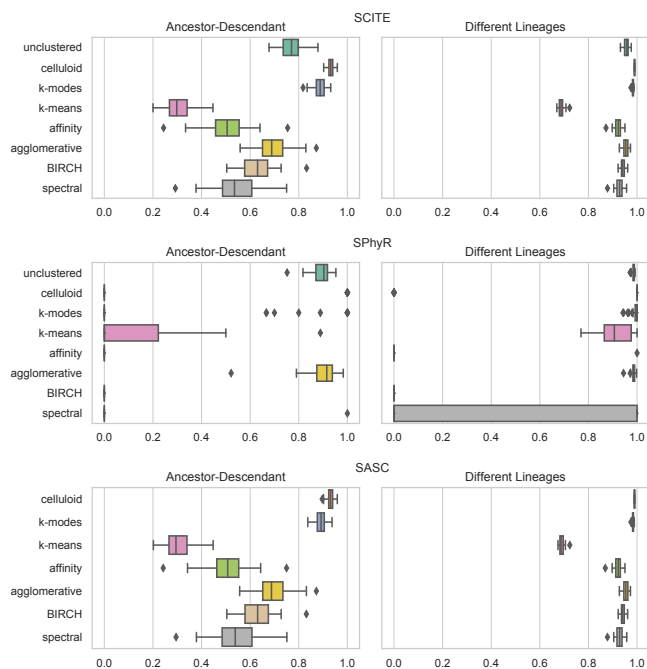 SCITE
Ancestor-Descendant Different Lineages
unclustered
celluloid
k-modes
k-means
affinity
agglomerative
BIRCH
spectral
0.0 0.2 0.4 0.6 0.8 1.0 0.0 0.2 0.4 0.6 0.8 1.0
SPhyR
Ancestor-Descendant Different Lineages
unclustered
celluloid
k-modes
k-means
affinity
agglomerative
BIRCH
spectral
0.0 0.2 0.4 0.6 0.8 1.0 0.0 0.2 0.4 0.6 0.8 1.0
SASC
Ancestor-Descendant Different Lineages
celluloid
k-modes
k-means
affinity
agglomerative
BIRCH
spectral
0.0 0.2 0.4 0.6 0.8 1.0 0.0 0.2 0.4 0.6 0.8 1.0